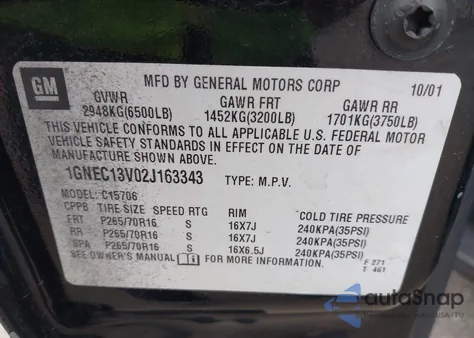 GM
MFD BY GENERAL MOTORS CORP 10/01
GVWR GAWR FRT GAWR RR
2948KG(6500LB) 1452KG(3200LB) 1701KG(3750LB)
THIS VEHICLE CONFORMS TO ALL APPLICABLE U.S. FEDERAL MOTOR
VEHICLE SAFETY STANDARDS IN EFFECT ON THE DATE OF
MANUFACTURE SHOWN ABOVE.
1GNEC13V02J163343 TYPE: M.P.V.
MODEL: C15706
CPPB TIRE SIZE SPEED RTG RIM COLD TIRE PRESSURE
FRT P265/70R16 S 16X7J 240KPA(35PSI)
RR P265/70R16 S 16X7J 240KPA(35PSI)
SPA P265/70R16 S 16X6.5J 240KPA(35PSI)
SEE OWNER'S MANUAL FOR MORE INFORMATION.
F 271
T 461
autoSnap